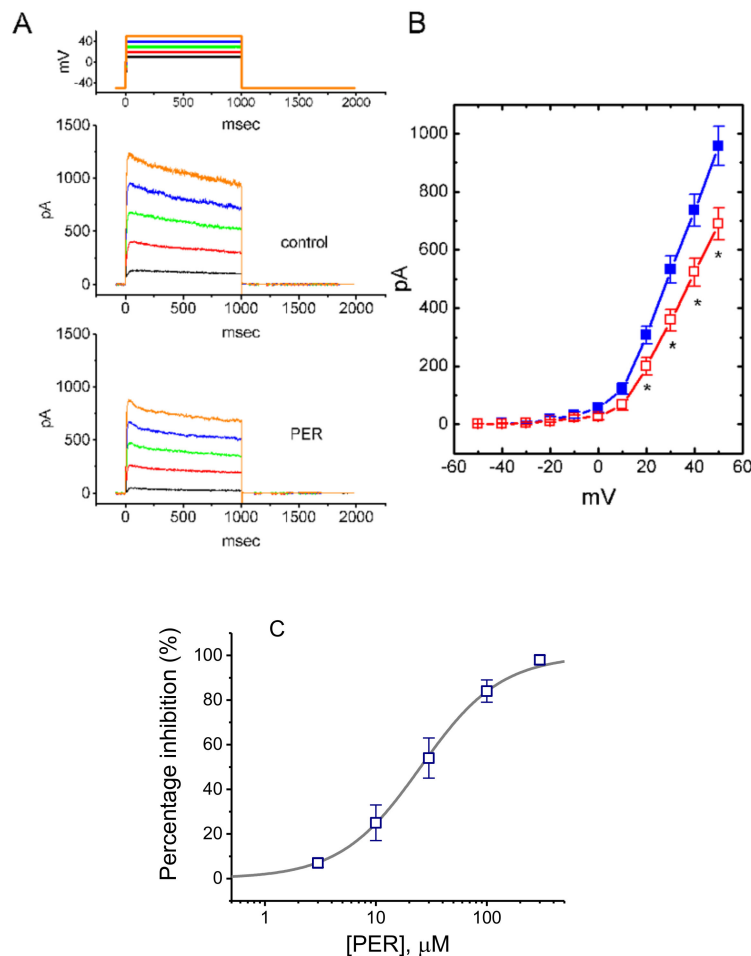 A
40
0
-40
mV
0 500 1000 1500 2000
msec
1500
1000
500
0
pA
control
0 500 1000 1500 2000
msec
1500
1000
500
0
pA
PER
0 500 1000 1500 2000
msec
B
1000
800
600
400
200
0
pA
* * * *
-60 -40 -20 0 20 40 60
mV
C
100
80
60
40
20
0
Percentage inhibition (%)
1 10 100
[PER], μM